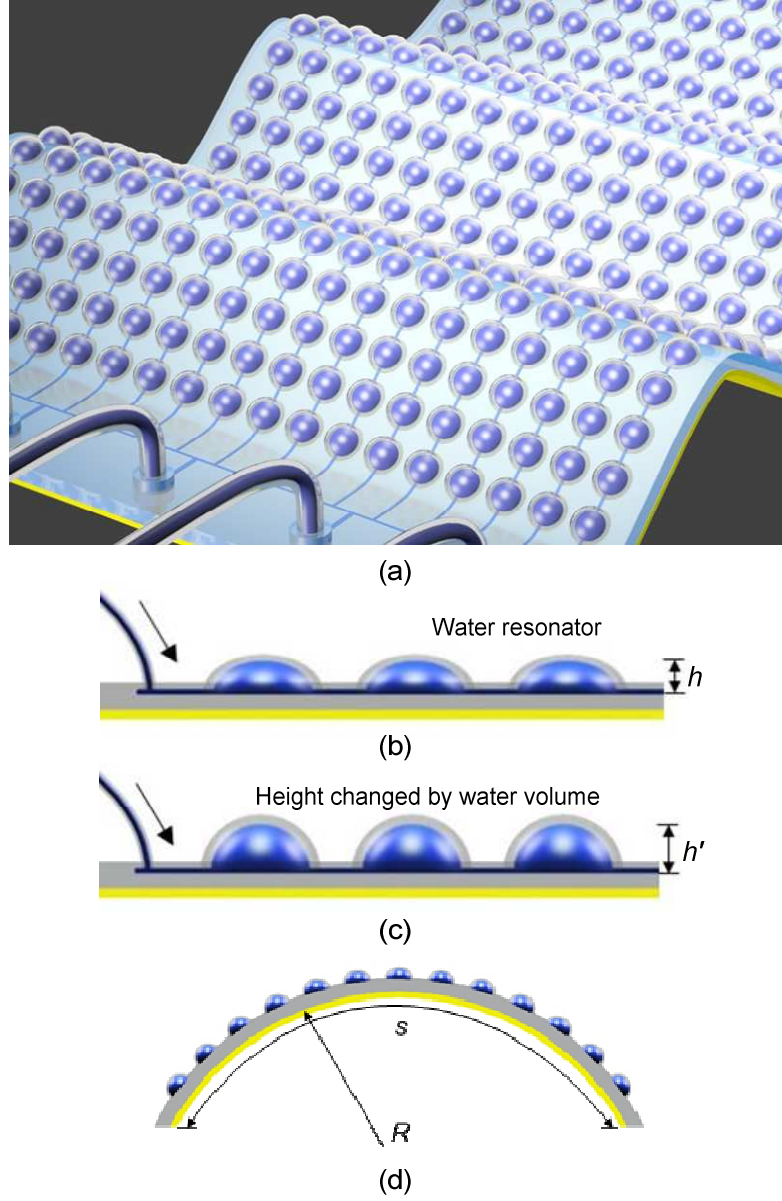 (a)
Water resonator
h
(b)
Height changed by water volume
h'
(c)
s
R
(d)